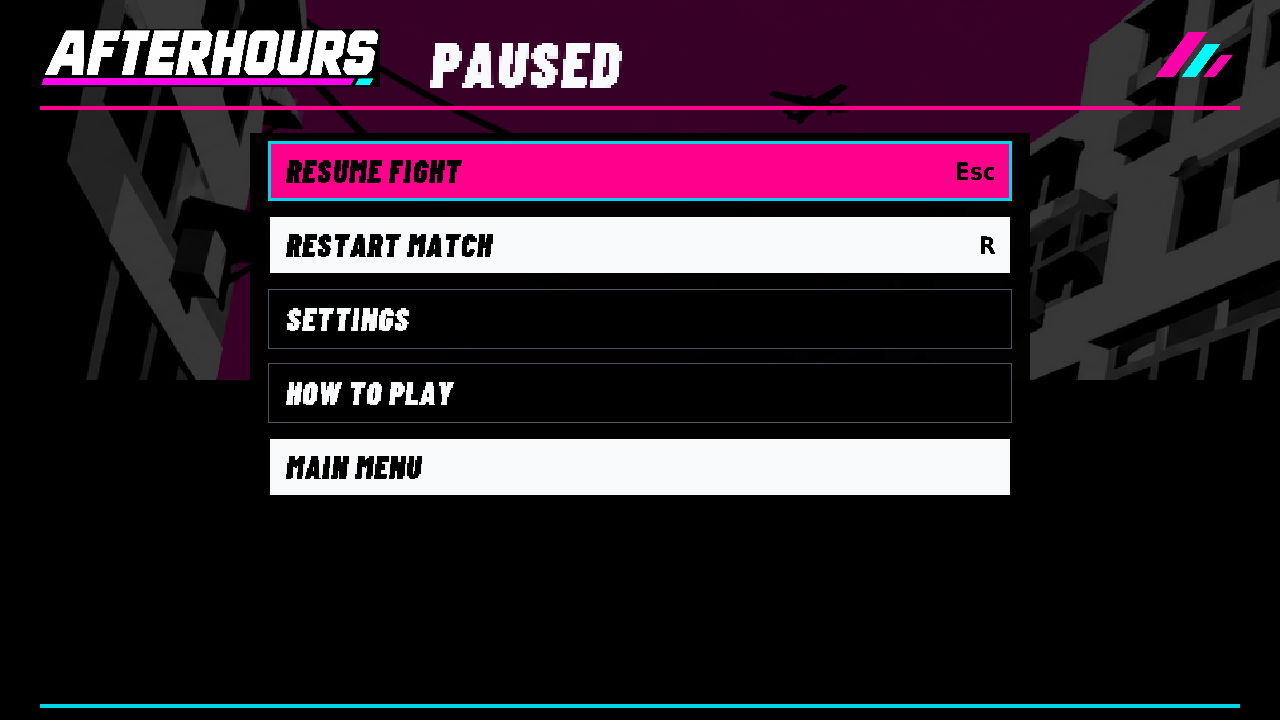 AFTERHOURS
PAUSED
RESUME FIGHT Esc
RESTART MATCH R
SETTINGS
HOW TO PLAY
MAIN MENU